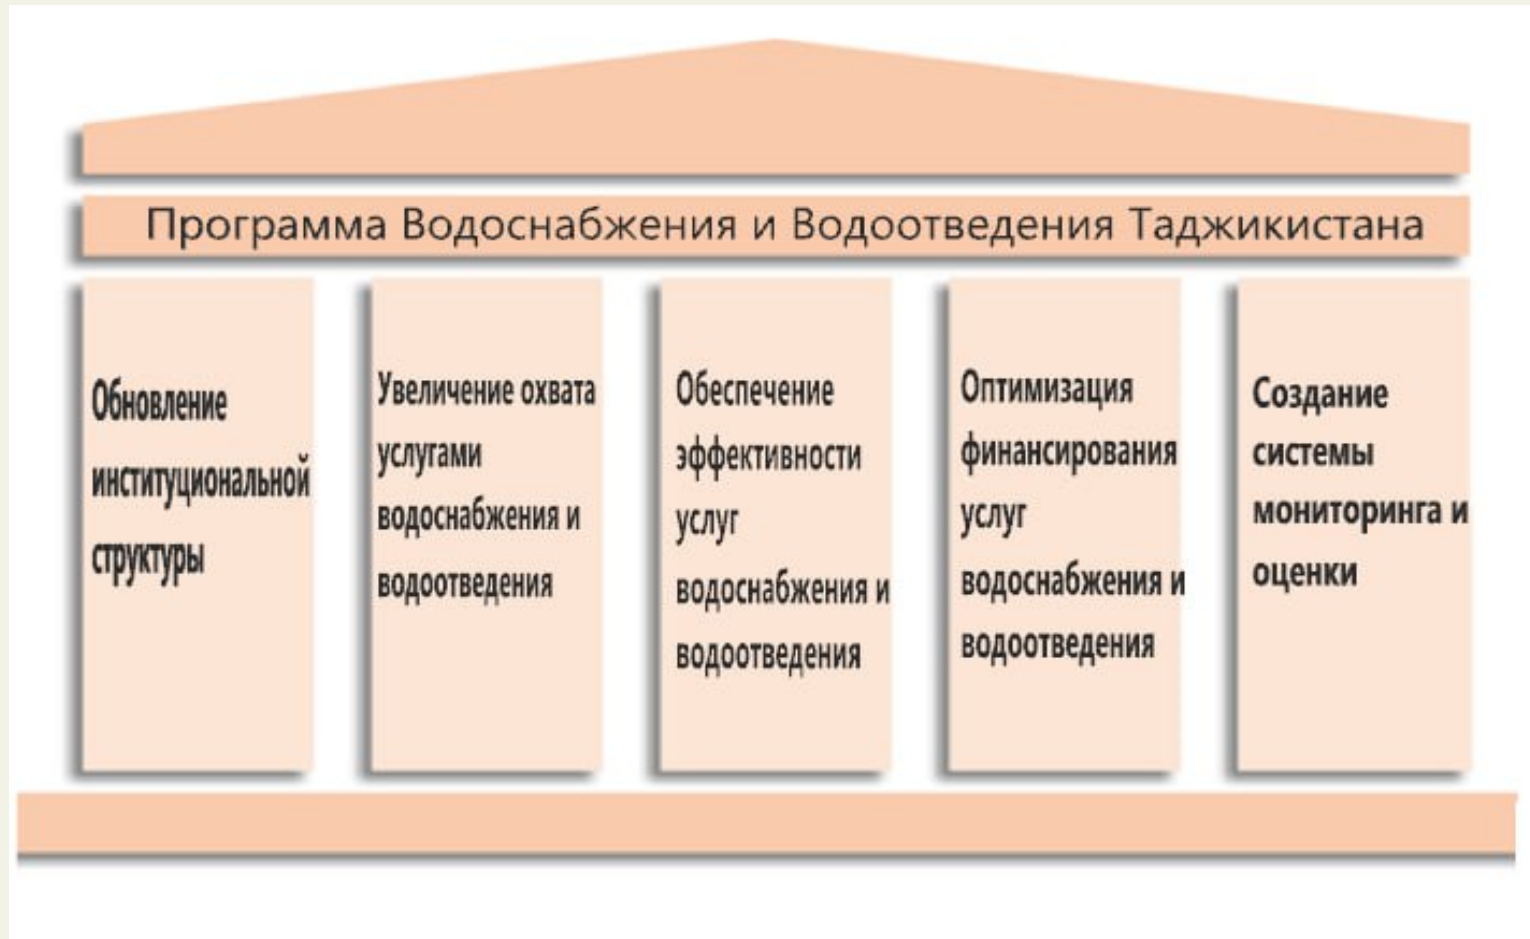 Программа Водоснабжения и Водоотведения Таджикистана
Обновление
институциональной
структуры
Увеличение охвата
услугами
водоснабжения и
водоотведения
Обеспечение
эффективности
услуг
водоснабжения и
водоотведения
Оптимизация
финансирования
услуг
водоснабжения и
водоотведения
Создание
системы
мониторинга и
оценки